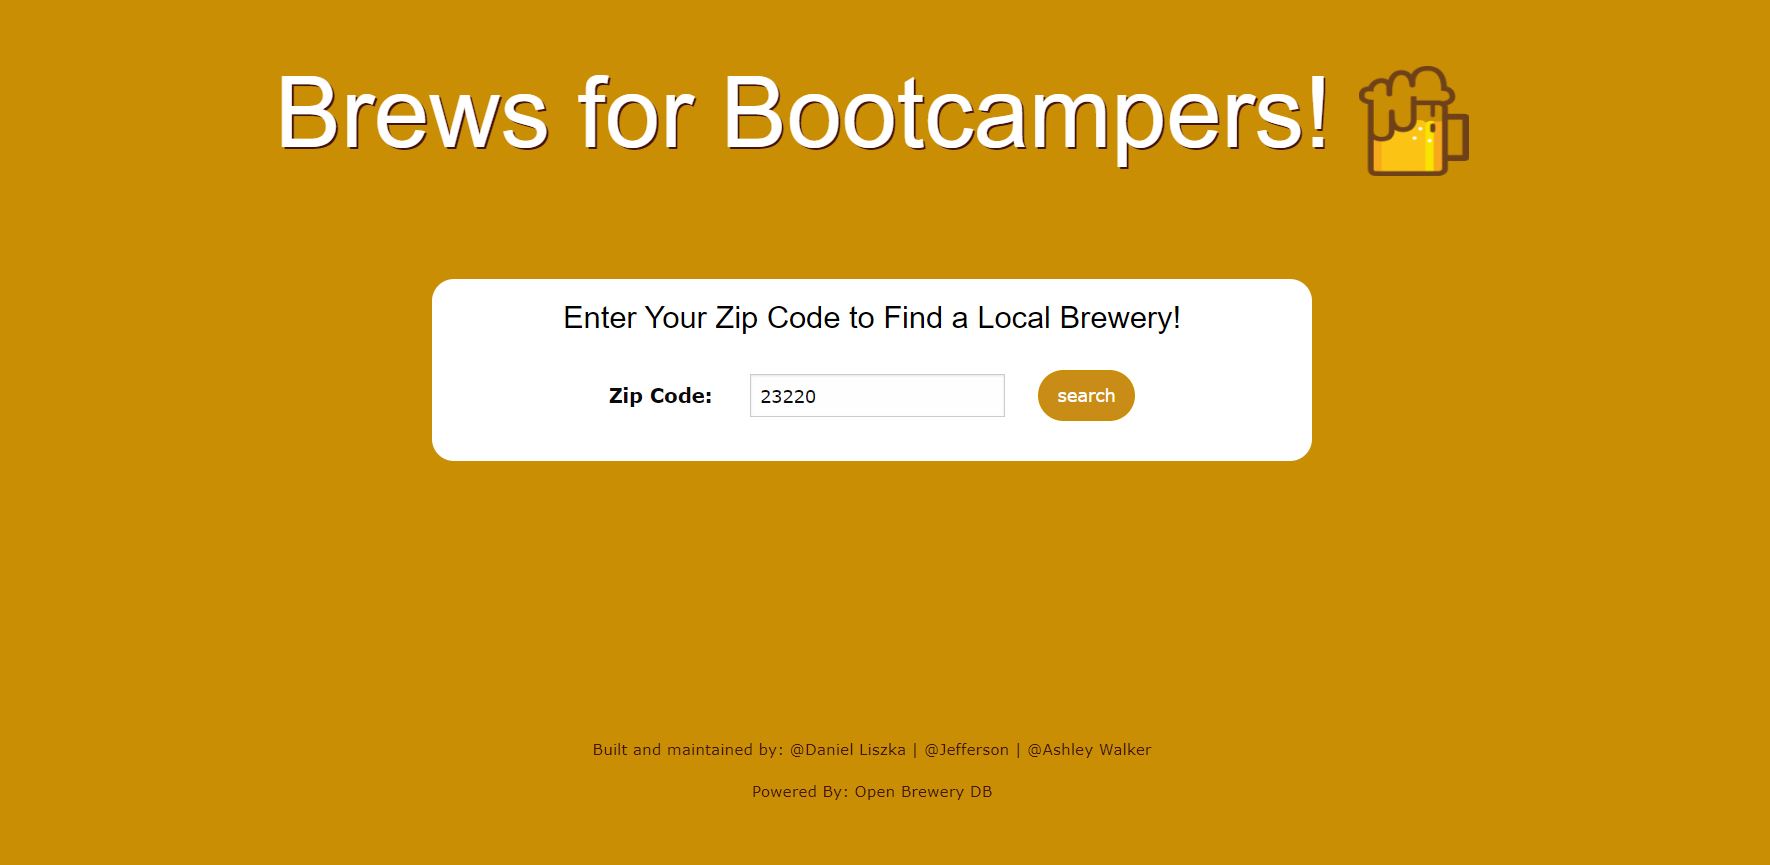 Brews for Bootcampers!
Enter Your Zip Code to Find a Local Brewery!
Zip Code: 23220 search
Built and maintained by: @Daniel Liszka | @Jefferson | @Ashley Walker
Powered By: Open Brewery DB